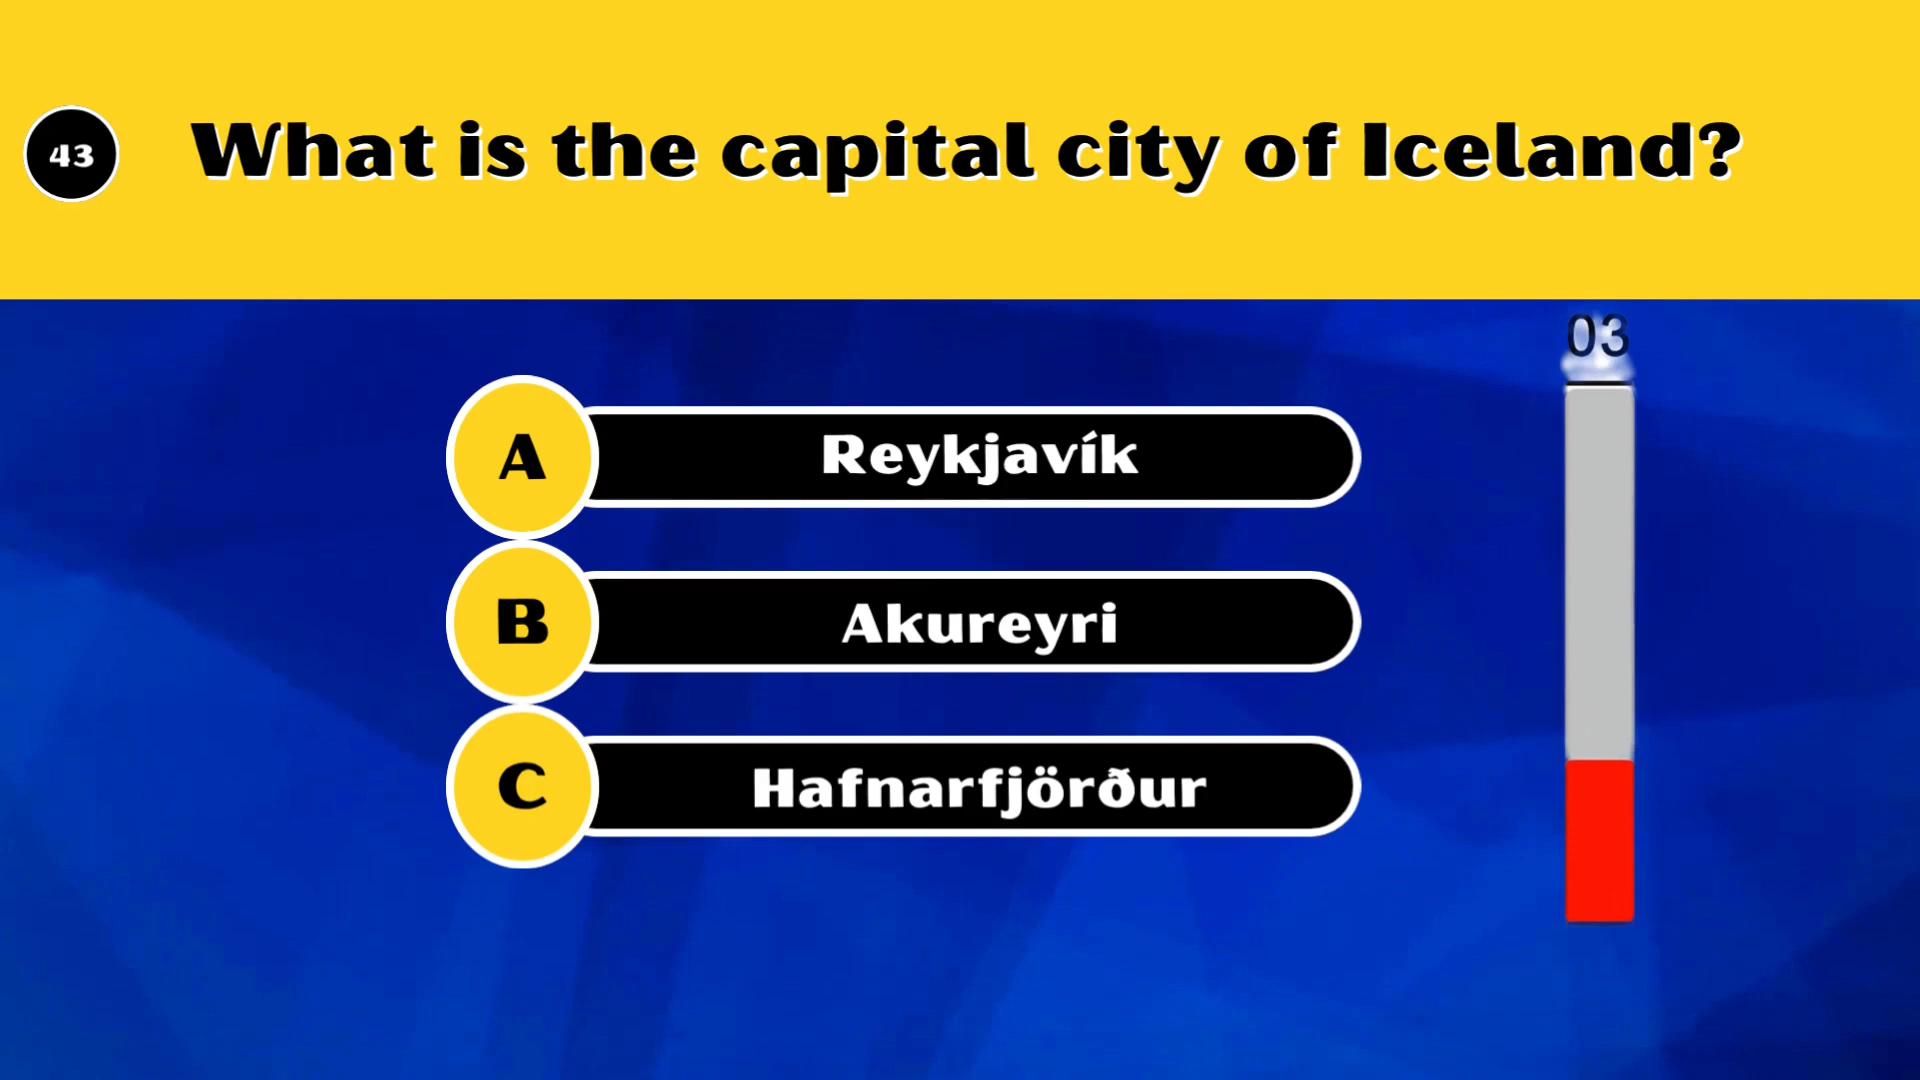 43
What is the capital city of Iceland?
03
A
Reykjavík
B
Akureyri
C
Hafnarfjörður